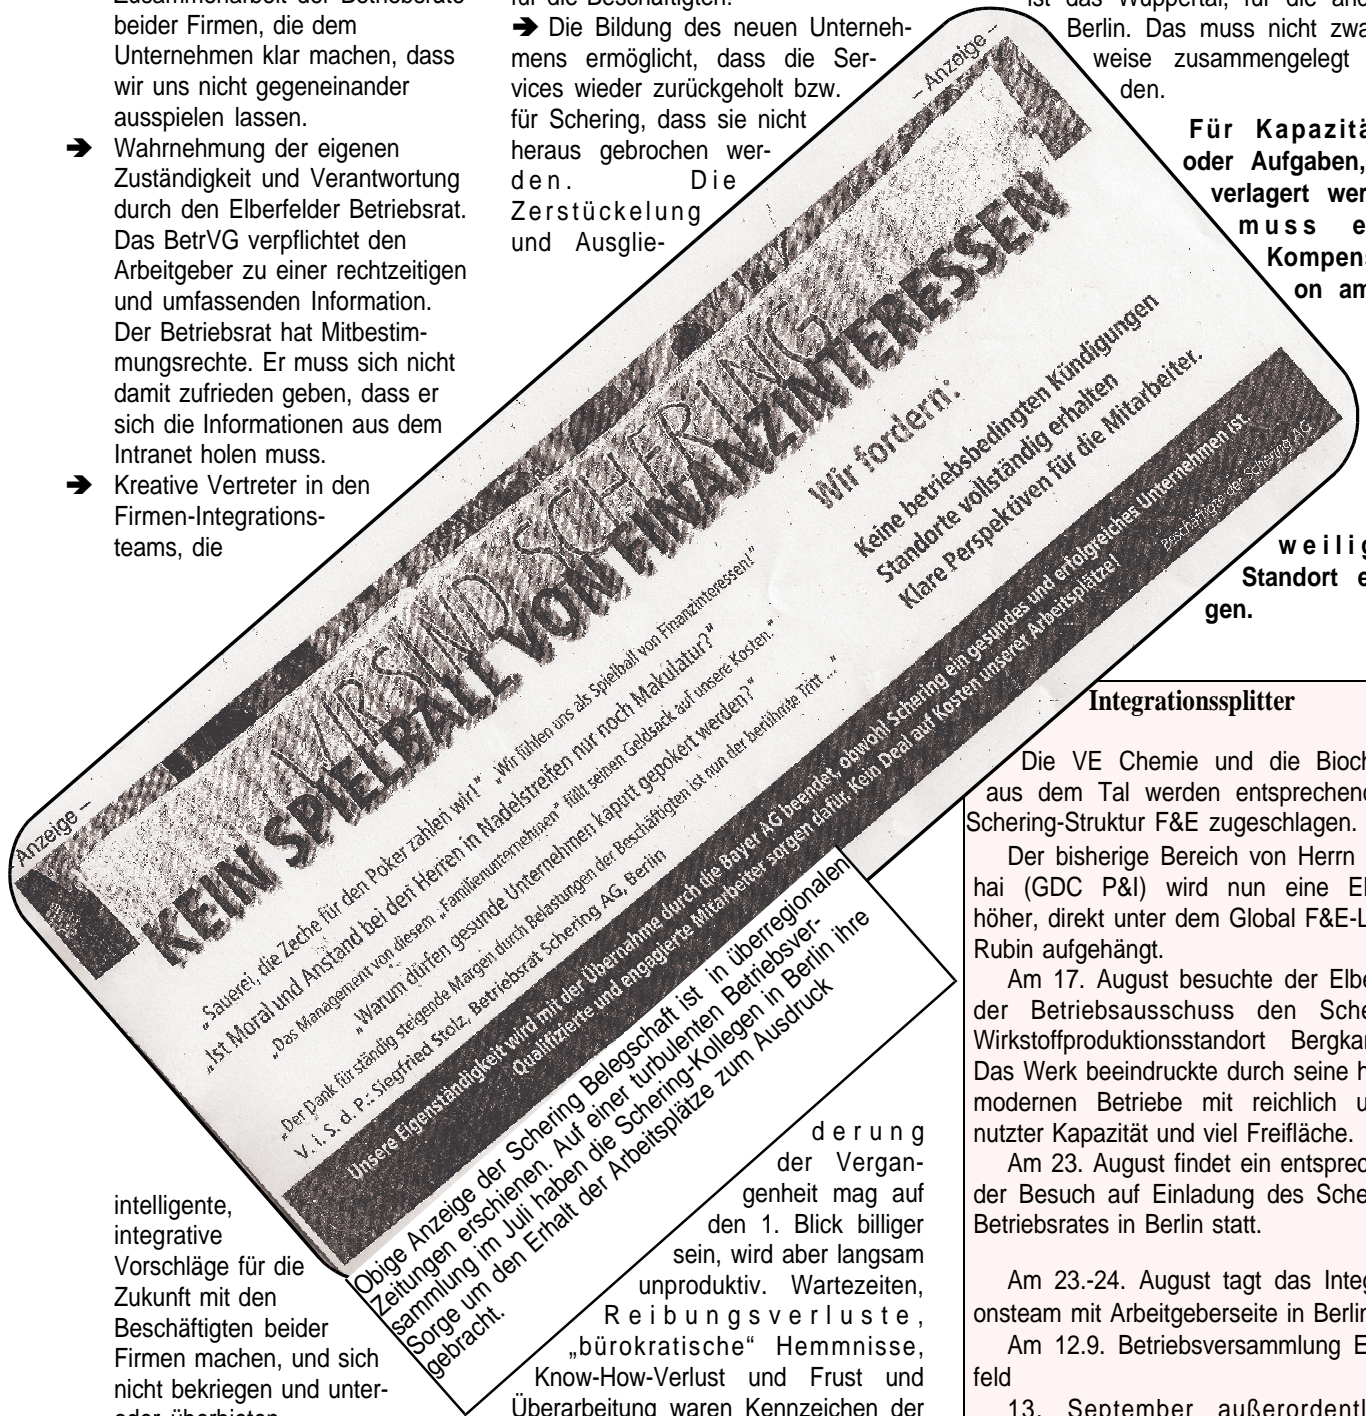 Zusammenarbeit der Betriebsräte
beider Firmen, die dem
Unternehmen klar machen, dass
wir uns nicht gegeneinander
ausspielen lassen.
➔ Wahrnehmung der eigenen
Zuständigkeit und Verantwortung
durch den Elberfelder Betriebsrat.
Das BetrVG verpflichtet den
Arbeitgeber zu einer rechtzeitigen
und umfassenden Information.
Der Betriebsrat hat Mitbestim-
mungsrechte. Er muss sich nicht
damit zufrieden geben, dass er
sich die Informationen aus dem
Intranet holen muss.
➔ Kreative Vertreter in den
Firmen-Integrations-
teams, die
intelligente,
integrative
Vorschläge für die
Zukunft mit den
Beschäftigten beider
Firmen machen, und sich
nicht bekriegen und unter-
oder überbieten
für die Beschäftigten.
➔ Die Bildung des neuen Unterneh-
mens ermöglicht, dass die Ser-
vices wieder zurückgeholt bzw.
für Schering, dass sie nicht
heraus gebrochen wer-
den. Die
Zerstückelung
und Ausglie-
derung
der Vergan-
genheit mag auf
den 1. Blick billiger
sein, wird aber langsam
unproduktiv. Wartezeiten,
Reibungsverluste,
„bürokratische“ Hemmnisse,
Know-How-Verlust und Frust und
Überarbeitung waren Kennzeichen der
ist das Wuppertal, für die
Berlin. Das muss nicht
weise zusammengelegt
den.
Für
oder Aufgaben,
verlagert
muss
on
Standort
gen.
– Anzeige –
Anzeige –
WIR SIND SCHERING
KEIN SPIELBALL VON FINANZINTERESSEN
„Sauerei, die Zeche für den Poker zahlen wir!“ „Wir fühlen uns als Spielball von Finanzinteressen!“
„Ist Moral und Anstand bei den Herren in Nadelstreifen nur noch Makulatur?“
„Das Management von diesem „Familienunternehmen“ füllt seinen Geldsack auf unsere Kosten.“
„Warum dürfen gesunde Unternehmen kaputt gepokert werden?“
„Der Dank für ständig steigende Margen durch Belastungen der Beschäftigten ist nun der berühmte Tritt ...“
V. i. S. d. P.: Siegfried Stolz, Betriebsrat Schering AG, Berlin
Wir fordern:
Keine betriebsbedingten Kündigungen
Standorte vollständig erhalten
Klare Perspektiven für die Mitarbeiter.
Unsere Eigenständigkeit wird mit der Übernahme durch die Bayer AG beendet, obwohl Schering ein gesundes und erfolgreiches Unternehmen ist.
Qualifizierte und engagierte Mitarbeiter sorgen dafür. Kein Deal auf Kosten unserer Arbeitsplätze!
Beschäftigte der Schering AG
Obige Anzeige der Schering Belegschaft ist in überregionalen
Zeitungen erschienen. Auf einer turbulenten Betriebsver-
sammlung im Juli haben die Schering-Kollegen in Berlin ihre
Sorge um den Erhalt der Arbeitsplätze zum Ausdruck
gebracht.
Integrationssplitter
Die VE Chemie und die
aus dem Tal werden
Schering-Struktur F&E zugeschlagen.
Der bisherige Bereich von Herrn
hai (GDC P&I) wird nun eine
höher, direkt unter dem Global
Rubin aufgehängt.
Am 17. August besuchte der
der Betriebsausschuss den
Wirkstoffproduktionsstandort
Das Werk beeindruckte durch seine
modernen Betriebe mit reichlich
nutzter Kapazität und viel Freifläche.
Am 23. August findet ein
der Besuch auf Einladung des
Betriebsrates in Berlin statt.
Am 23.-24. August tagt das
onsteam mit Arbeitgeberseite in Berlin
Am 12.9. Betriebsversammlung
feld
13. September